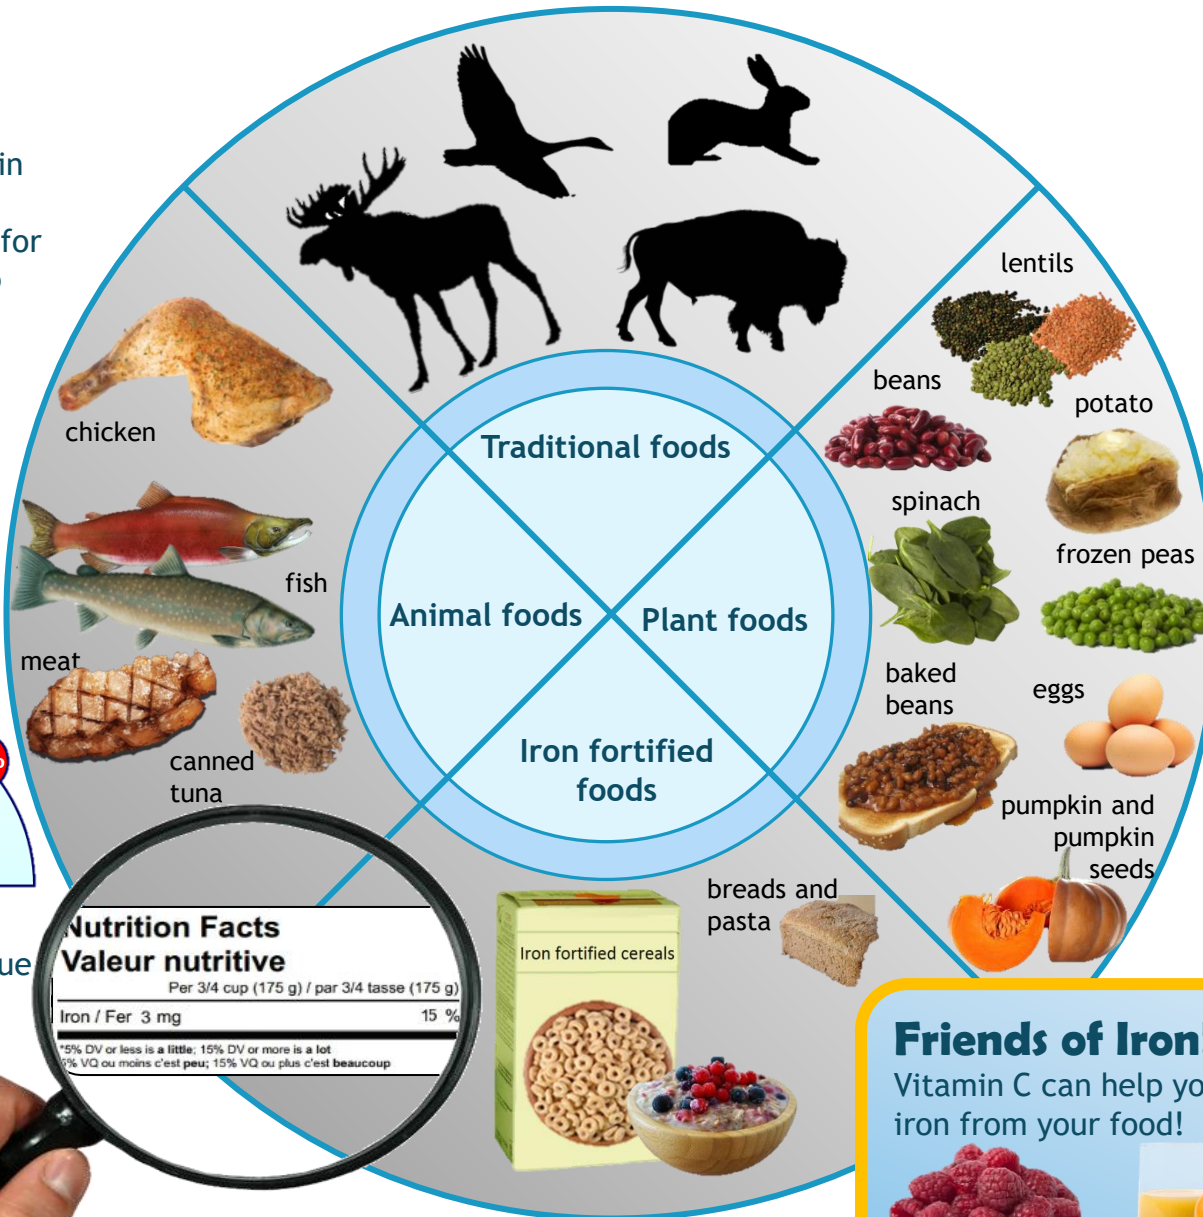 in
for
chicken
fish
meat
canned
tuna
Traditional foods
Animal foods
Plant foods
Iron fortified
foods
lentils
beans
potato
spinach
frozen peas
baked
beans
eggs
pumpkin and
pumpkin
seeds
breads and
pasta
Iron fortified cereals
ue
Nutrition Facts
Valeur nutritive
Per 3/4 cup (175 g) / par 3/4 tasse (175 g)
Iron / Fer 3 mg 15 %
*5% DV or less is a little; 15% DV or more is a lot
5% VQ ou moins c'est peu; 15% VQ ou plus c'est beaucoup
Friends of Iron
Vitamin C can help yo
iron from your food!